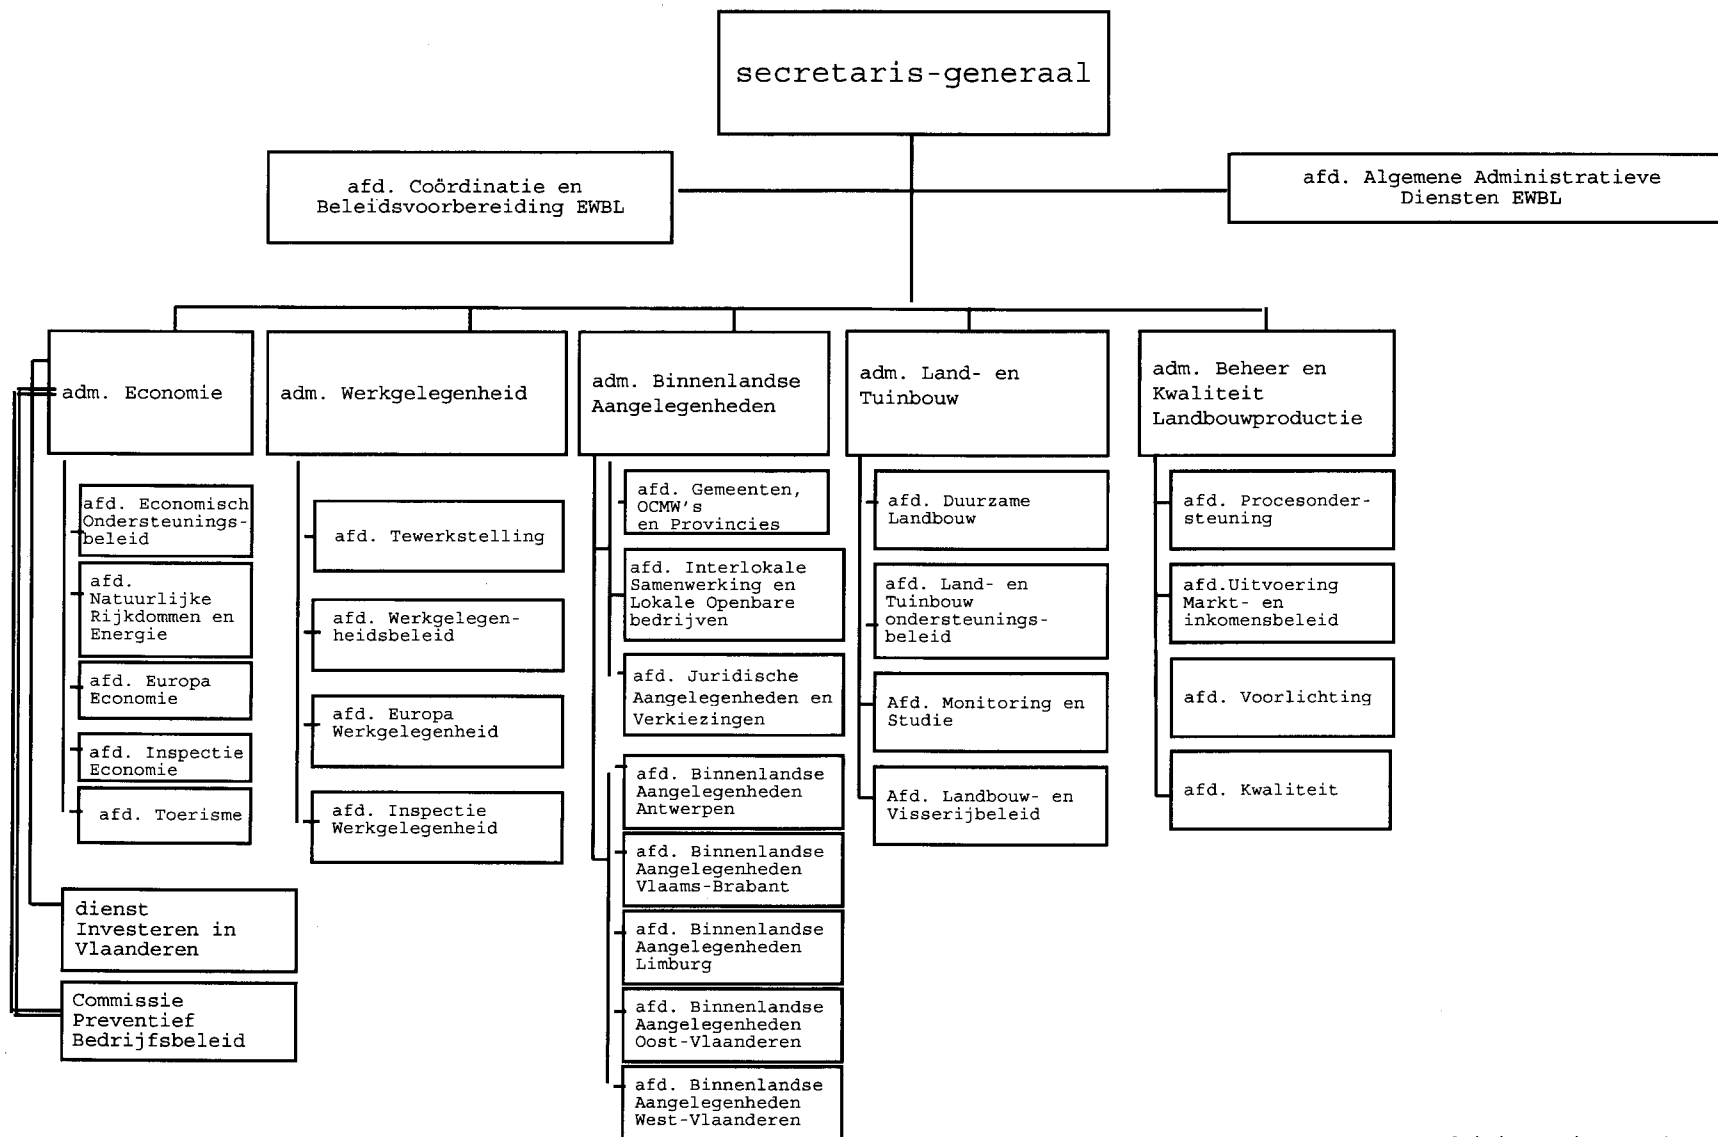 secretaris-generaal
afd. Coördinatie en
Beleidsvoorbereiding EWBL
afd. Algemene Administratieve
Diensten EWBL
adm. Economie
adm. Werkgelegenheid
adm. Binnenlandse
Aangelegenheden
adm. Land- en
Tuinbouw
adm. Beheer en
Kwaliteit
Landbouwproductie
afd. Economisch
Ondersteunings-
beleid
afd.
Natuurlijke
Rijkdommen en
Energie
afd. Europa
Economie
afd. Inspectie
Economie
afd. Toerisme
dienst
Investeren in
Vlaanderen
Commissie
Preventief
Bedrijfsbeleid
afd. Tewerkstelling
afd. Werkgelegen-
heidsbeleid
afd. Europa
Werkgelegenheid
afd. Inspectie
Werkgelegenheid
afd. Gemeenten,
OCMW's
en Provincies
afd. Interlokale
Samenwerking en
Lokale Openbare
bedrijven
afd. Juridische
Aangelegenheden en
Verkiezingen
afd. Binnenlandse
Aangelegenheden
Antwerpen
afd. Binnenlandse
Aangelegenheden
Vlaams-Brabant
afd. Binnenlandse
Aangelegenheden
Limburg
afd. Binnenlandse
Aangelegenheden
Oost-Vlaanderen
afd. Binnenlandse
Aangelegenheden
West-Vlaanderen
afd. Duurzame
Landbouw
afd. Land- en
Tuinbouw
ondersteunings-
beleid
Afd. Monitoring en
Studie
Afd. Landbouw- en
Visserijbeleid
afd. Procesonder-
steuning
afd.Uitvoering
Markt- en
inkomensbeleid
afd. Voorlichting
afd. Kwaliteit